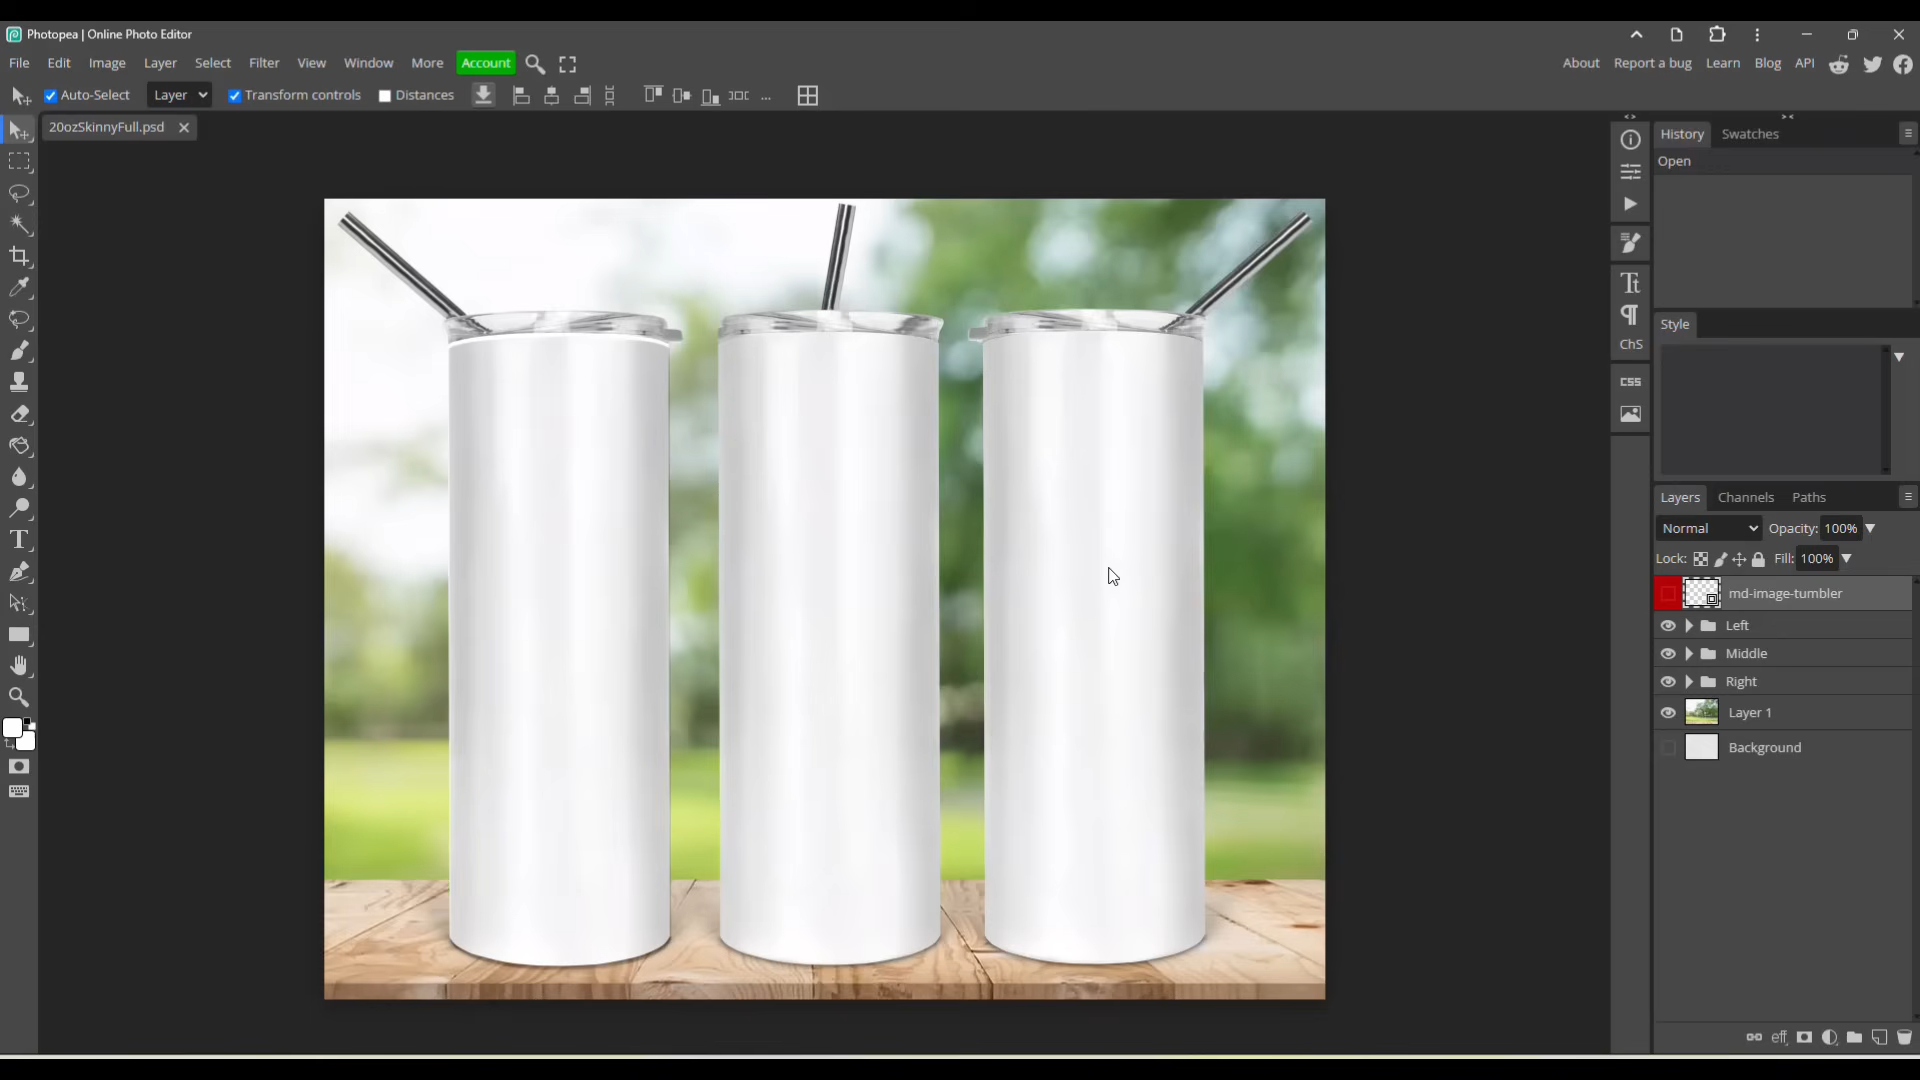 Photopea | Online Photo Editor
File Edit Image Layer Select Filter View Window More Account About Report a bug Learn Blog API
Auto-Select Layer Transform controls Distances ...
20ozSkinnyFull.psd
History Swatches
Open
Style
ChS
CSS
Layers Channels Paths
Normal Opacity: 100%
Lock: Fill: 100%
md-image-tumbler
Left
Middle
Right
Layer 1
Background
eff